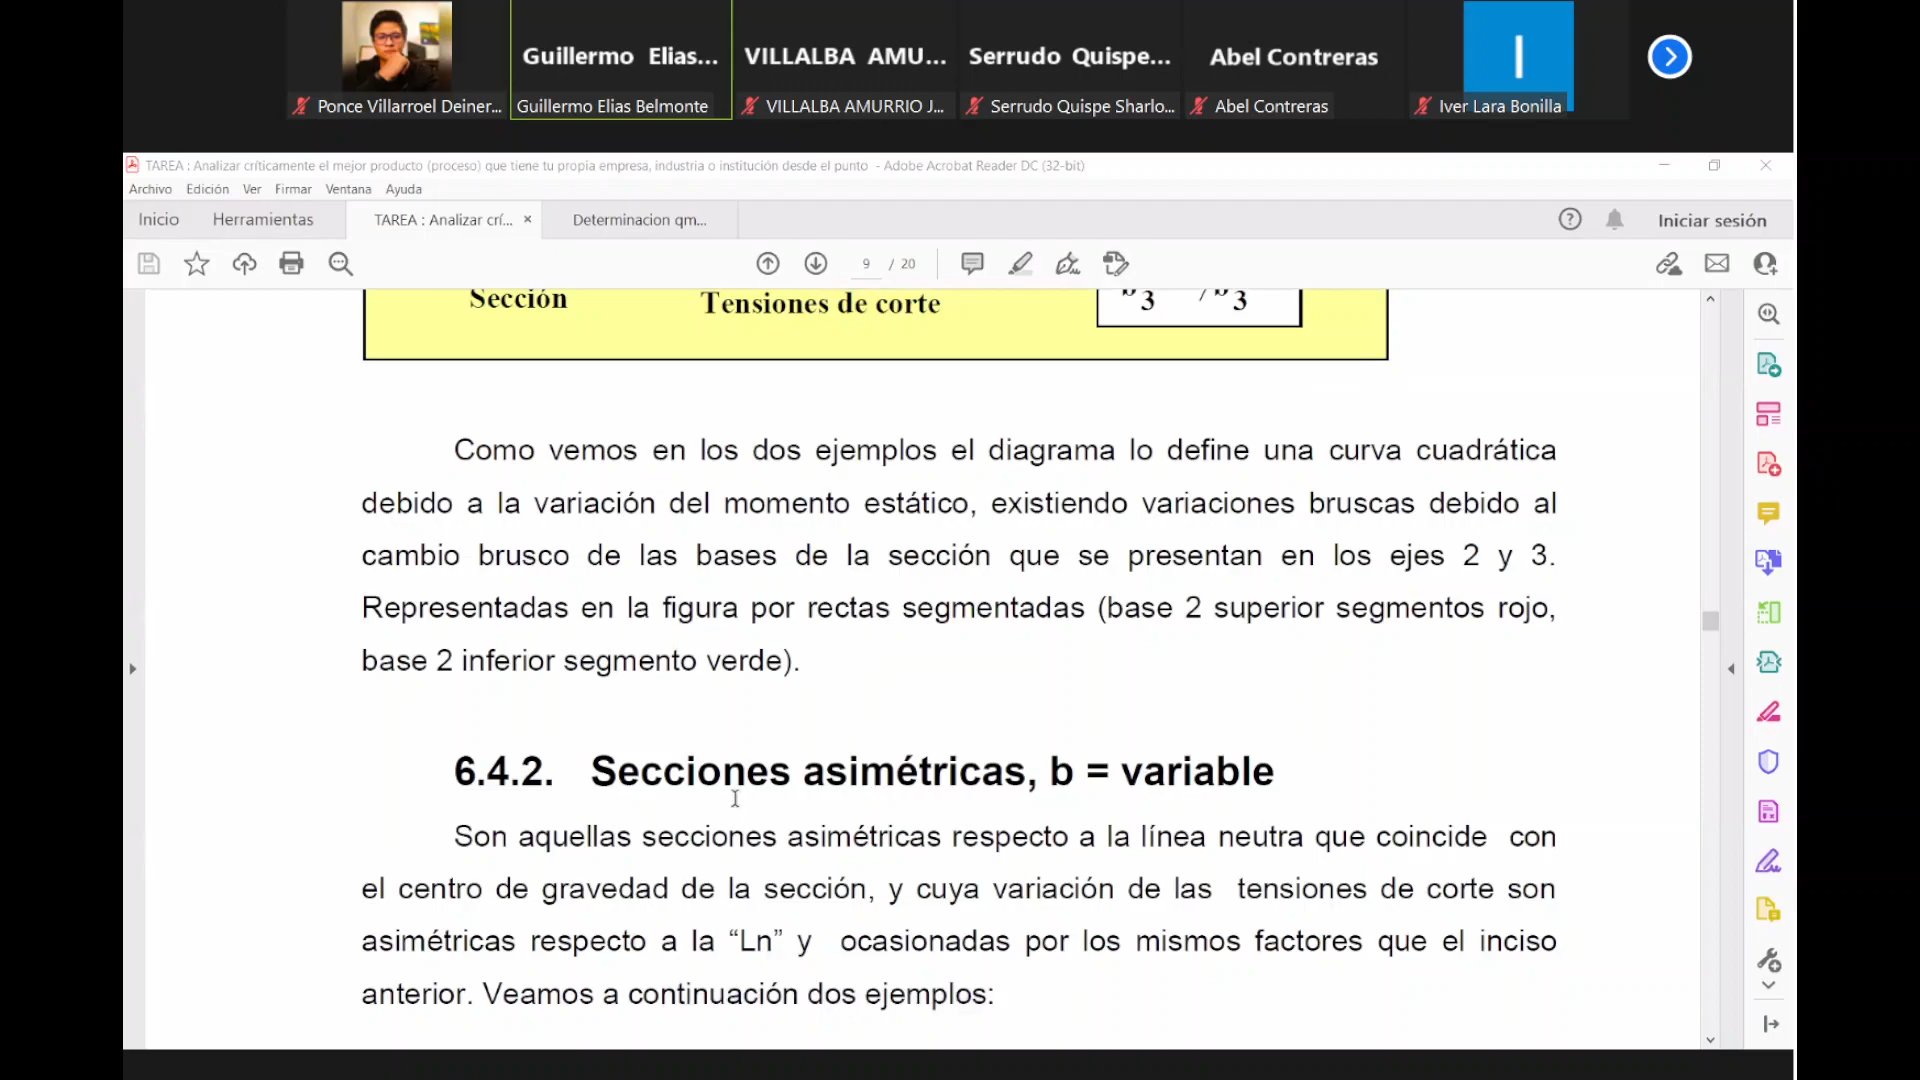 Guillermo Elias...
VILLALBA AMU...
Serrudo Quispe...
Abel Contreras
I
Ponce Villarroel Deiner...
Guillermo Elias Belmonte
VILLALBA AMURRIO J...
Serrudo Quispe Sharlo...
Abel Contreras
Iver Lara Bonilla
TAREA : Analizar críticamente el mejor producto (proceso) que tiene tu propia empresa, industria o institución desde el punto - Adobe Acrobat Reader DC (32-bit)
Archivo Edición Ver Firmar Ventana Ayuda
Inicio Herramientas TAREA : Analizar crí... × Determinacion qm... Iniciar sesión
9 / 20
Sección Tensiones de corte b3 / b3
Como vemos en los dos ejemplos el diagrama lo define una curva cuadrática
debido a la variación del momento estático, existiendo variaciones bruscas debido al
cambio brusco de las bases de la sección que se presentan en los ejes 2 y 3.
Representadas en la figura por rectas segmentadas (base 2 superior segmentos rojo,
base 2 inferior segmento verde).
6.4.2. Secciones asimétricas, b = variable
Son aquellas secciones asimétricas respecto a la línea neutra que coincide con
el centro de gravedad de la sección, y cuya variación de las tensiones de corte son
asimétricas respecto a la “Ln” y ocasionadas por los mismos factores que el inciso
anterior. Veamos a continuación dos ejemplos: